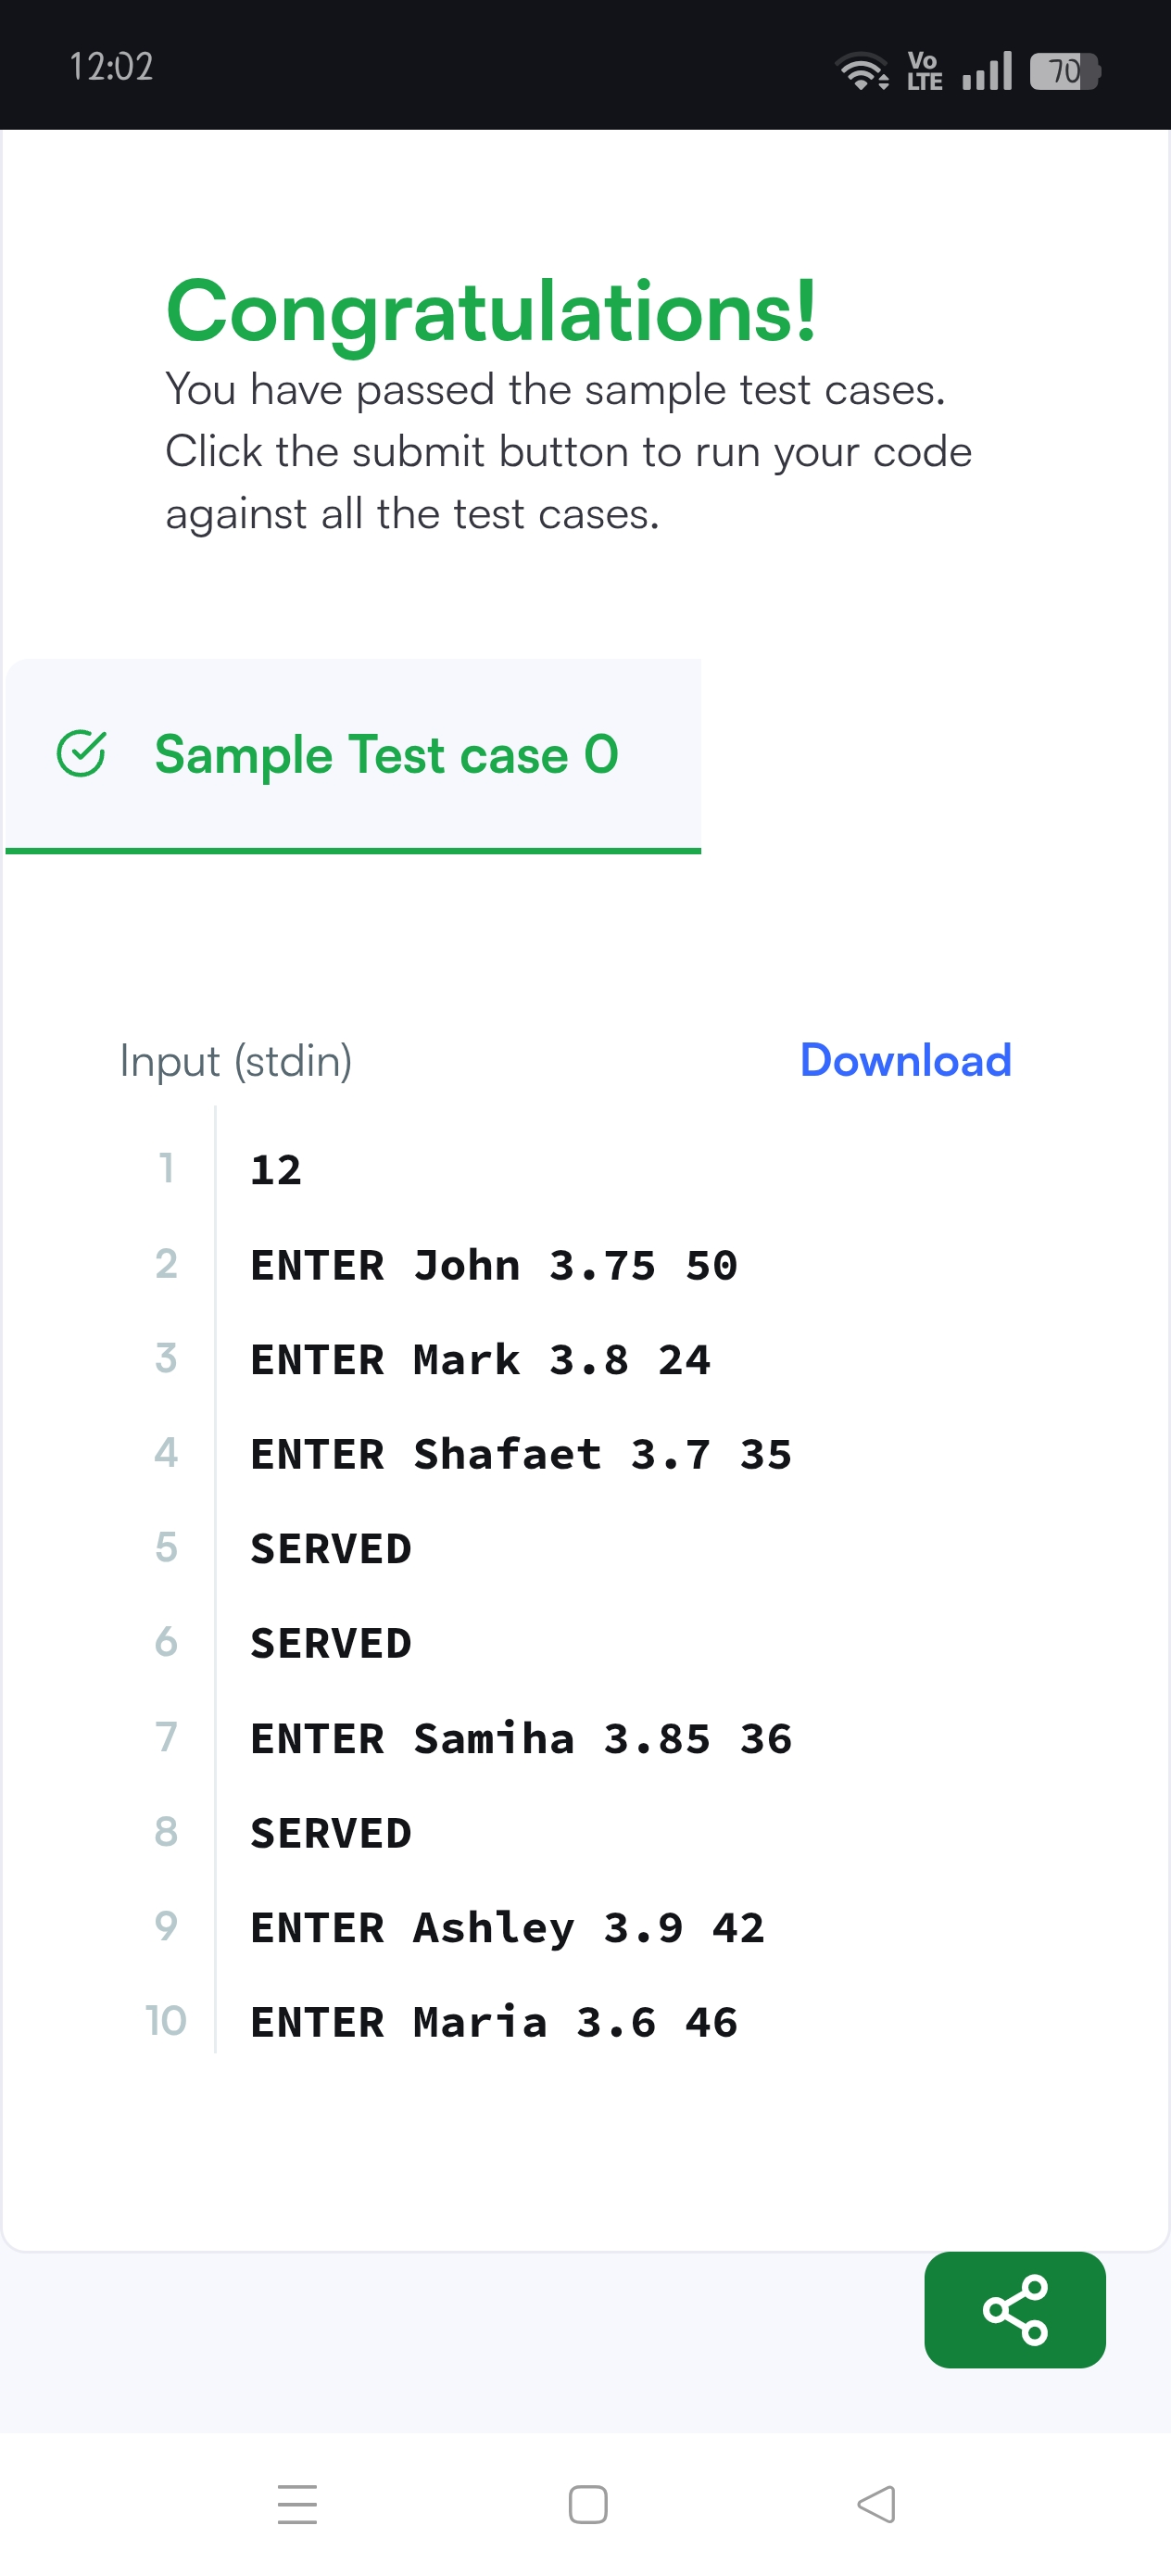 12:02
Vo
LTE
70
Congratulations!
You have passed the sample test cases.
Click the submit button to run your code
against all the test cases.
Sample Test case 0
Input (stdin)
Download
1 12
2 ENTER John 3.75 50
3 ENTER Mark 3.8 24
4 ENTER Shafaet 3.7 35
5 SERVED
6 SERVED
7 ENTER Samiha 3.85 36
8 SERVED
9 ENTER Ashley 3.9 42
10 ENTER Maria 3.6 46